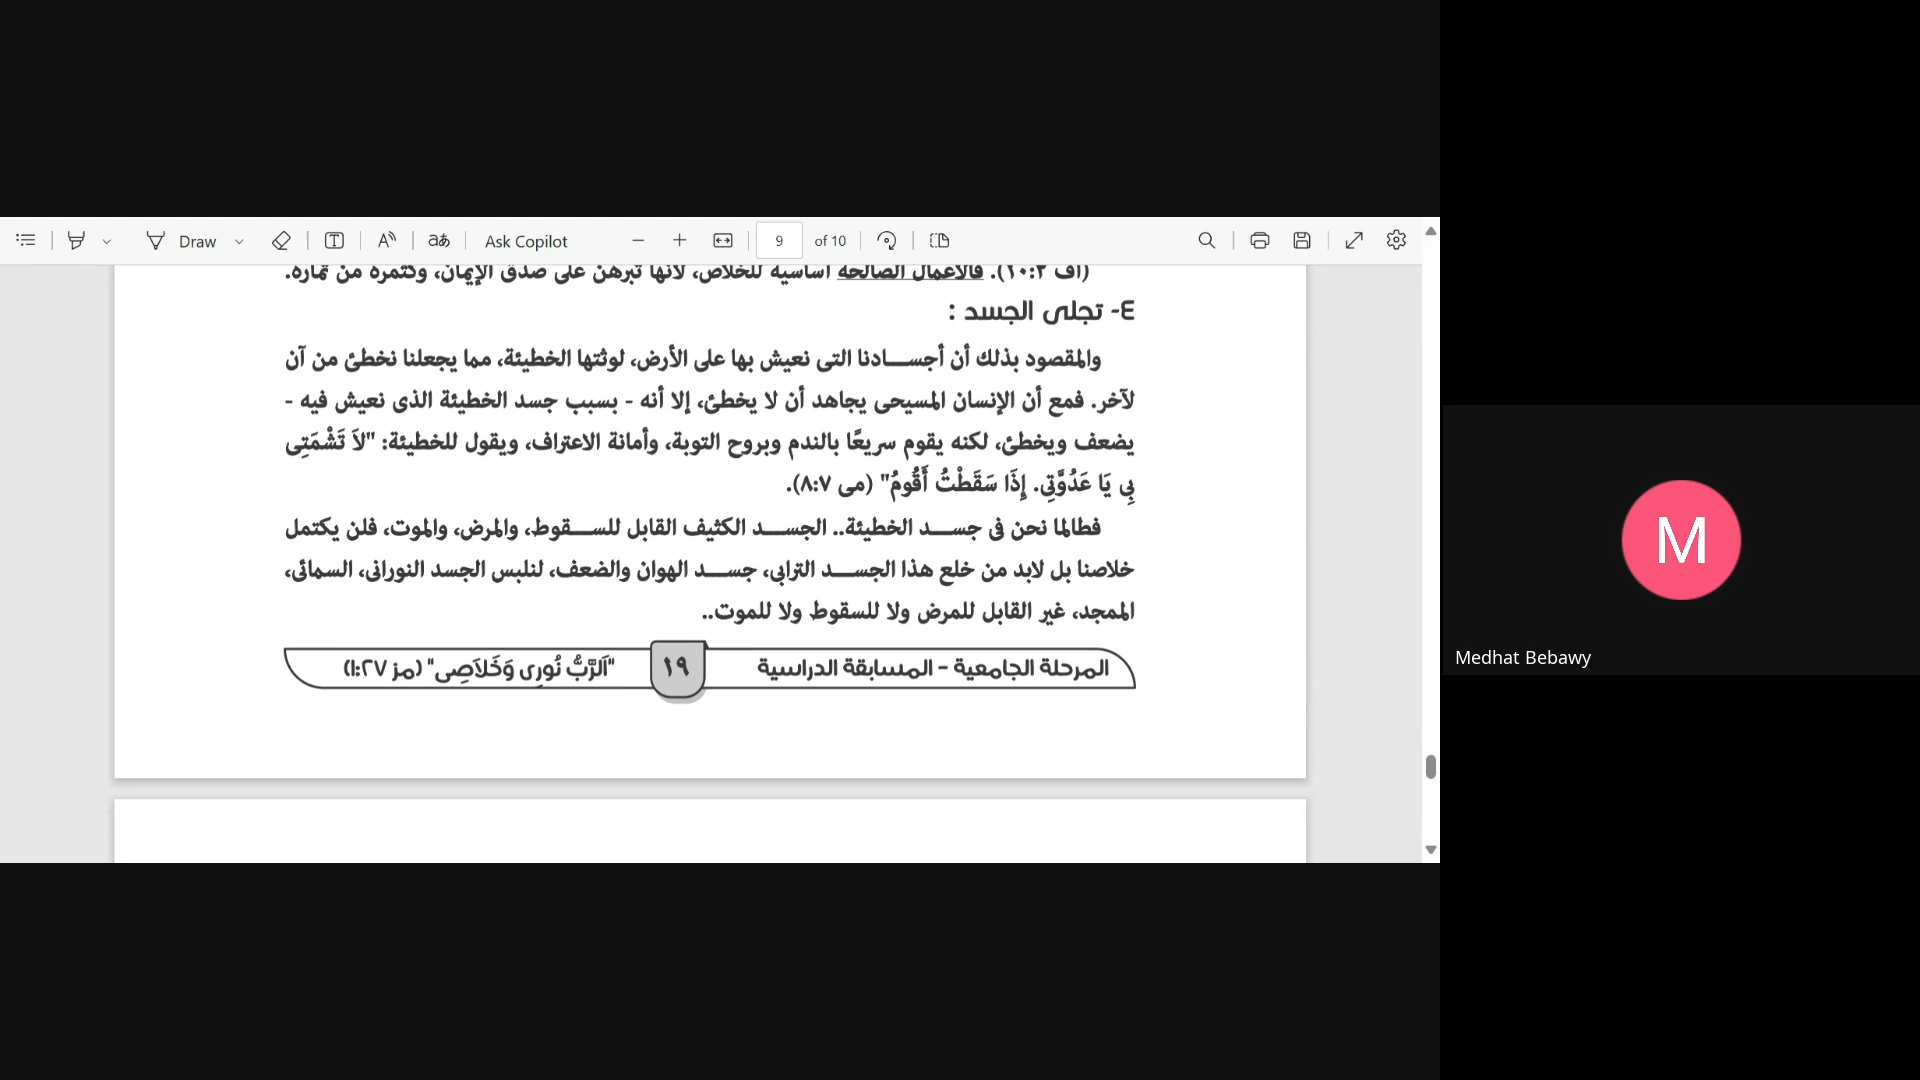 Draw
Ask Copilot
9 of 10
(أف ١٠:٢). فالأعمال الصالحة أساسية للخلاص، لأنها تبرهن على صدق الإيمان، وكثمرة من ثماره.
٤- تجلى الجسد :
والمقصود بذلك أن أجســادنا التى نعيش بها على الأرض، لوثتها الخطيئة، مما يجعلنا نخطئ من آن
لآخر. فمع أن الإنسان المسيحى يجاهد أن لا يخطئ، إلا أنه - بسبب جسد الخطيئة الذى نعيش فيه -
يضعف ويخطئ، لكنه يقوم سريعًا بالندم وبروح التوبة، وأمانة الاعتراف، ويقول للخطيئة: "لاَ تَشْمَتِى
بِى يَا عَدُوَّتِى. إِذَا سَقَطْتُ أَقُومُ" (مى ٨:٧).
فطالما نحن فى جســد الخطيئة.. الجســد الكثيف القابل للســقوط، والمرض، والموت، فلن يكتمل
خلاصنا بل لابد من خلع هذا الجســد الترابى، جســد الهوان والضعف، لنلبس الجسد النورانى، السمائى،
الممجد، غير القابل للمرض ولا للسقوط ولا للموت..
المرحلة الجامعية - المسابقة الدراسية ١٩ "اَلرَّبُّ نُورِى وَخَلاَصِى" (مز ١:٢٧)
M
Medhat Bebawy